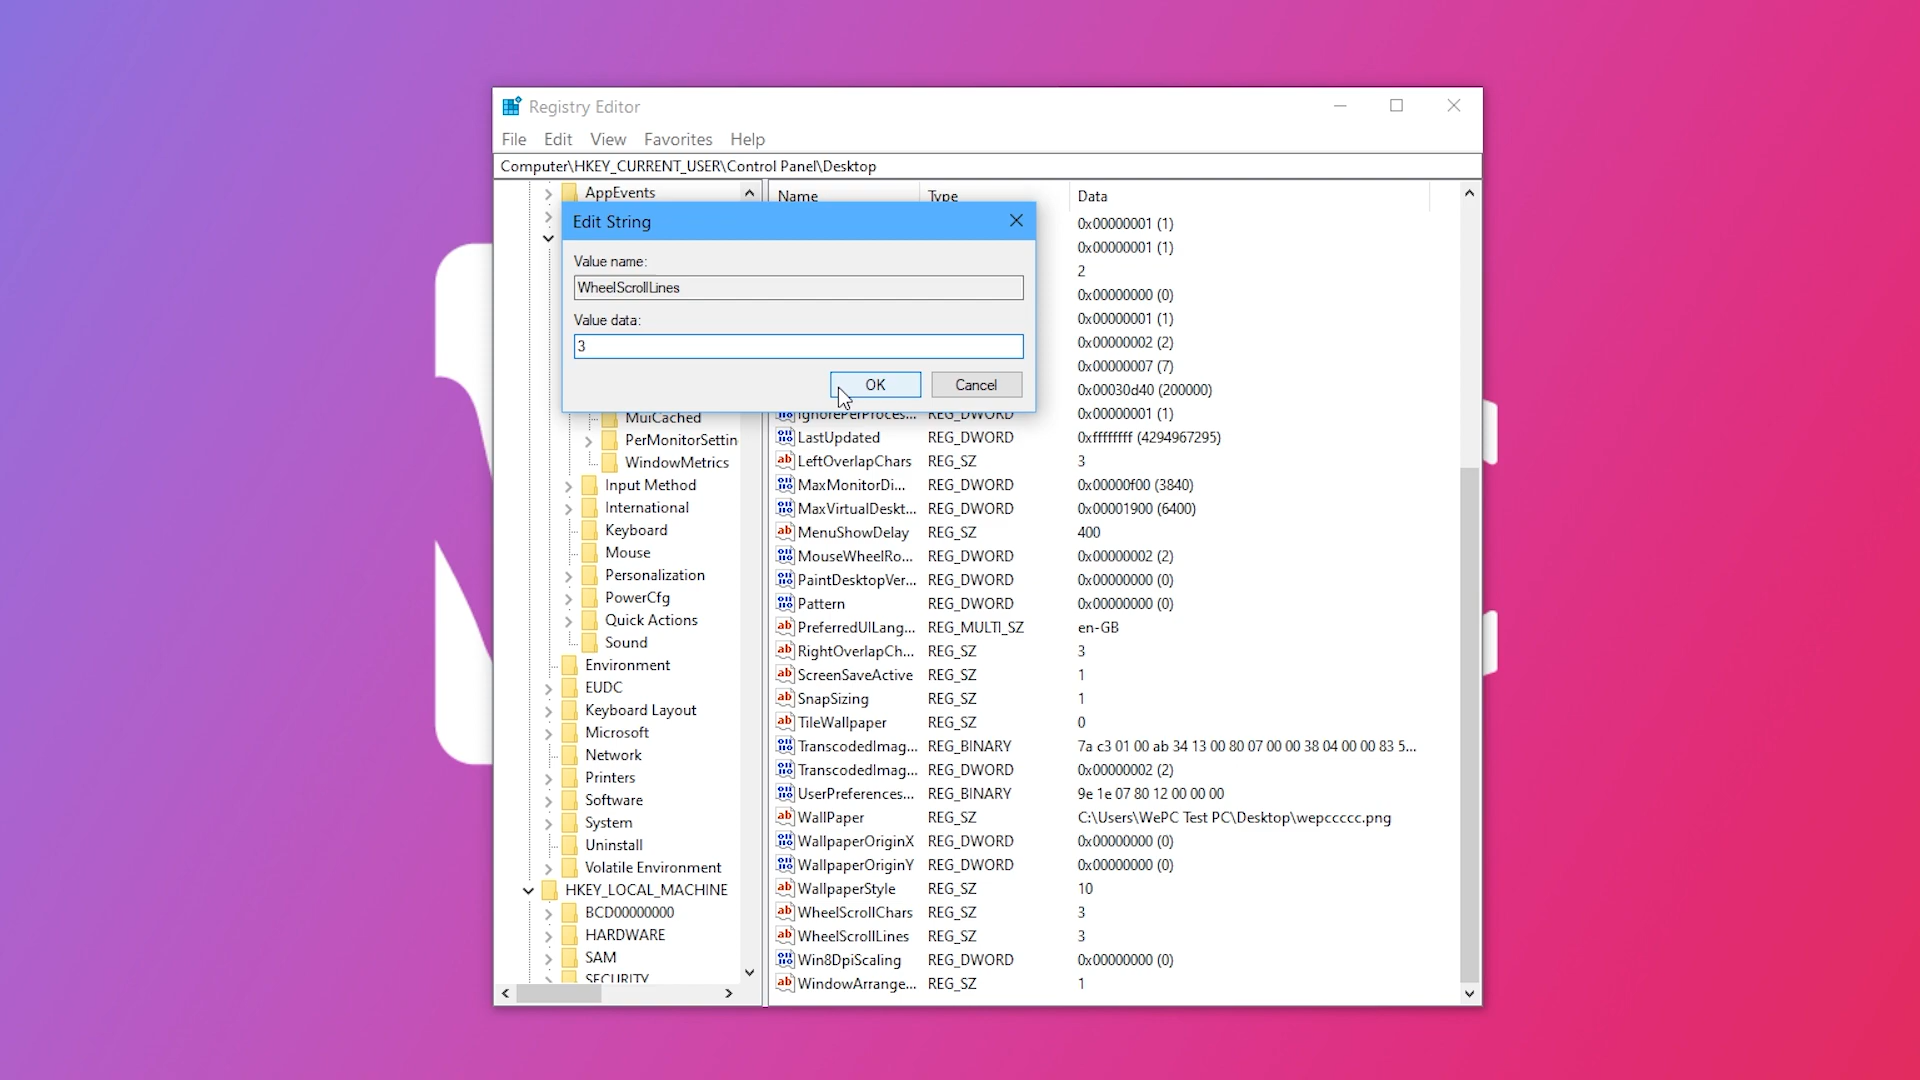 Registry Editor
File Edit View Favorites Help
Computer\HKEY_CURRENT_USER\Control Panel\Desktop
AppEvents
Name Type Data
Edit String
Value name:
WheelScrollLines
Value data:
3
OK Cancel
0x00000001 (1)
0x00000001 (1)
2
0x00000000 (0)
0x00000001 (1)
0x00000002 (2)
0x00000007 (7)
0x00030d40 (200000)
MuiCached
PerMonitorSettin
WindowMetrics
Input Method
International
Keyboard
Mouse
Personalization
PowerCfg
Quick Actions
Sound
Environment
EUDC
Keyboard Layout
Microsoft
Network
Printers
Software
System
Uninstall
Volatile Environment
HKEY_LOCAL_MACHINE
BCD00000000
HARDWARE
SAM
SECURITY
IgnorePerProces... REG_DWORD 0x00000001 (1)
LastUpdated REG_DWORD 0xffffffff (4294967295)
LeftOverlapChars REG_SZ 3
MaxMonitorDi... REG_DWORD 0x00000f00 (3840)
MaxVirtualDeskt... REG_DWORD 0x00001900 (6400)
MenuShowDelay REG_SZ 400
MouseWheelRo... REG_DWORD 0x00000002 (2)
PaintDesktopVer... REG_DWORD 0x00000000 (0)
Pattern REG_DWORD 0x00000000 (0)
PreferredUILang... REG_MULTI_SZ en-GB
RightOverlapCh... REG_SZ 3
ScreenSaveActive REG_SZ 1
SnapSizing REG_SZ 1
TileWallpaper REG_SZ 0
TranscodedImag... REG_BINARY 7a c3 01 00 ab 34 13 00 80 07 00 00 38 04 00 00 83 5...
TranscodedImag... REG_DWORD 0x00000002 (2)
UserPreferences... REG_BINARY 9e 1e 07 80 12 00 00 00
WallPaper REG_SZ C:\Users\WePC Test PC\Desktop\wepccccc.png
WallpaperOriginX REG_DWORD 0x00000000 (0)
WallpaperOriginY REG_DWORD 0x00000000 (0)
WallpaperStyle REG_SZ 10
WheelScrollChars REG_SZ 3
WheelScrollLines REG_SZ 3
Win8DpiScaling REG_DWORD 0x00000000 (0)
WindowArrange... REG_SZ 1